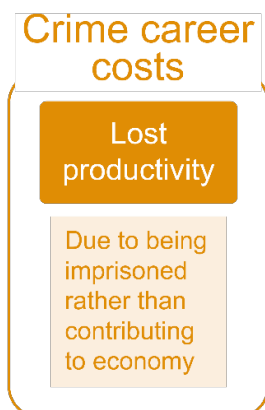 Crime career
costs
Lost
productivity
Due to being
imprisoned
rather than
contributing
to economy